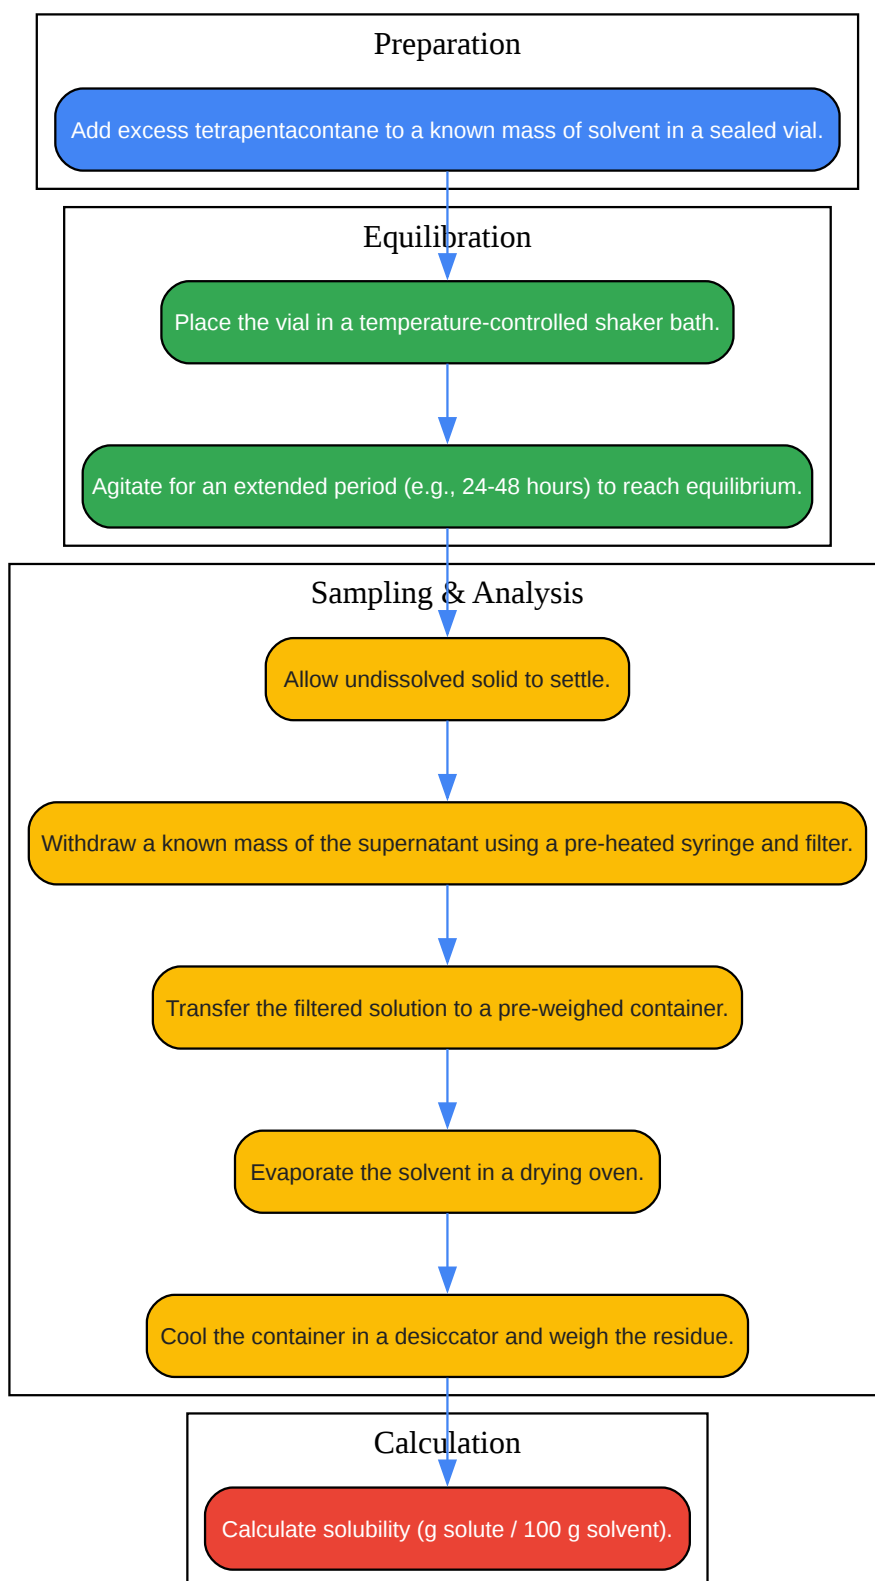 Preparation
Add excess tetrapentacontane to a known mass of solvent in a sealed vial.
Equilibration
Place the vial in a temperature-controlled shaker bath.
Agitate for an extended period (e.g., 24-48 hours) to reach equilibrium.
Sampling & Analysis
Allow undissolved solid to settle.
Withdraw a known mass of the supernatant using a pre-heated syringe and filter.
Transfer the filtered solution to a pre-weighed container.
Evaporate the solvent in a drying oven.
Cool the container in a desiccator and weigh the residue.
Calculation
Calculate solubility (g solute / 100 g solvent).